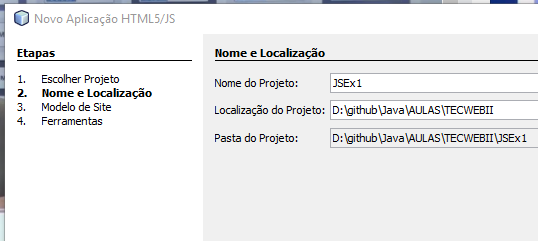 Novo Aplicação HTML5/JS
Etapas
1. Escolher Projeto
2. Nome e Localização
3. Modelo de Site
4. Ferramentas
Nome e Localização
Nome do Projeto: JSEx1
Localização do Projeto: D:\github\Java\AULAS\TECWEBII
Pasta do Projeto: D:\github\Java\AULAS\TECWEBII\JSEx1